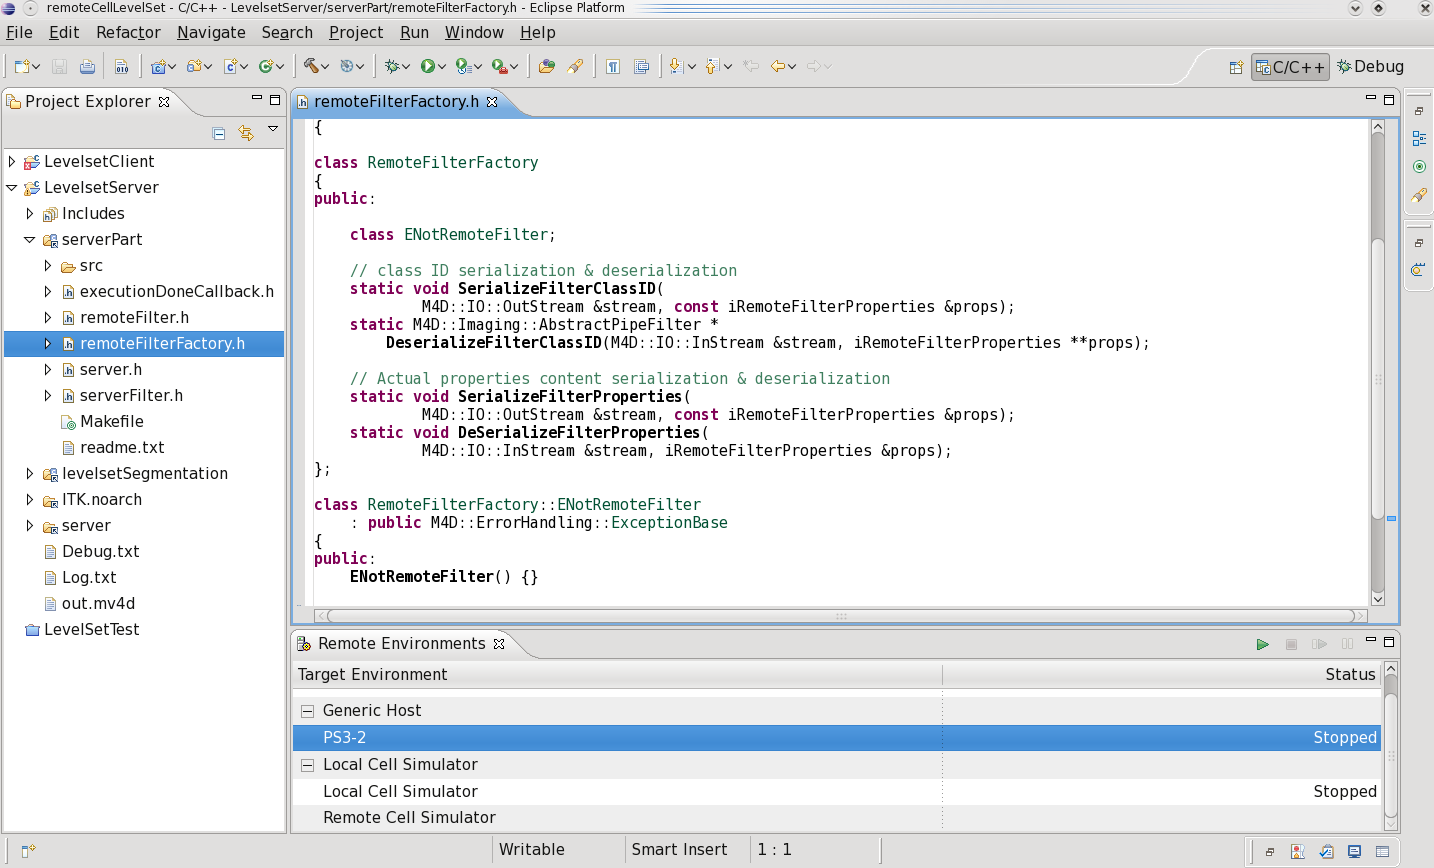 remoteCellLevelSet - C/C++ - LevelsetServer/serverPart/remoteFilterFactory.h - Eclipse Platform
File Edit Refactor Navigate Search Project Run Window Help
C/C++ Debug
Project Explorer
LevelsetClient
LevelsetServer
Includes
serverPart
src
executionDoneCallback.h
remoteFilter.h
remoteFilterFactory.h
server.h
serverFilter.h
Makefile
readme.txt
levelsetSegmentation
ITK.noarch
server
Debug.txt
Log.txt
out.mv4d
LevelSetTest
remoteFilterFactory.h
{
class RemoteFilterFactory
{
public:
class ENotRemoteFilter;
// class ID serialization & deserialization
static void SerializeFilterClassID(
M4D::IO::OutStream &stream, const iRemoteFilterProperties &props);
static M4D::Imaging::AbstractPipeFilter *
DeserializeFilterClassID(M4D::IO::InStream &stream, iRemoteFilterProperties **props);
// Actual properties content serialization & deserialization
static void SerializeFilterProperties(
M4D::IO::OutStream &stream, const iRemoteFilterProperties &props);
static void DeSerializeFilterProperties(
M4D::IO::InStream &stream, iRemoteFilterProperties &props);
};
class RemoteFilterFactory::ENotRemoteFilter
: public M4D::ErrorHandling::ExceptionBase
{
public:
ENotRemoteFilter() {}
Remote Environments
Target Environment Status
Generic Host
PS3-2 Stopped
Local Cell Simulator
Local Cell Simulator Stopped
Remote Cell Simulator
Writable Smart Insert 1 : 1